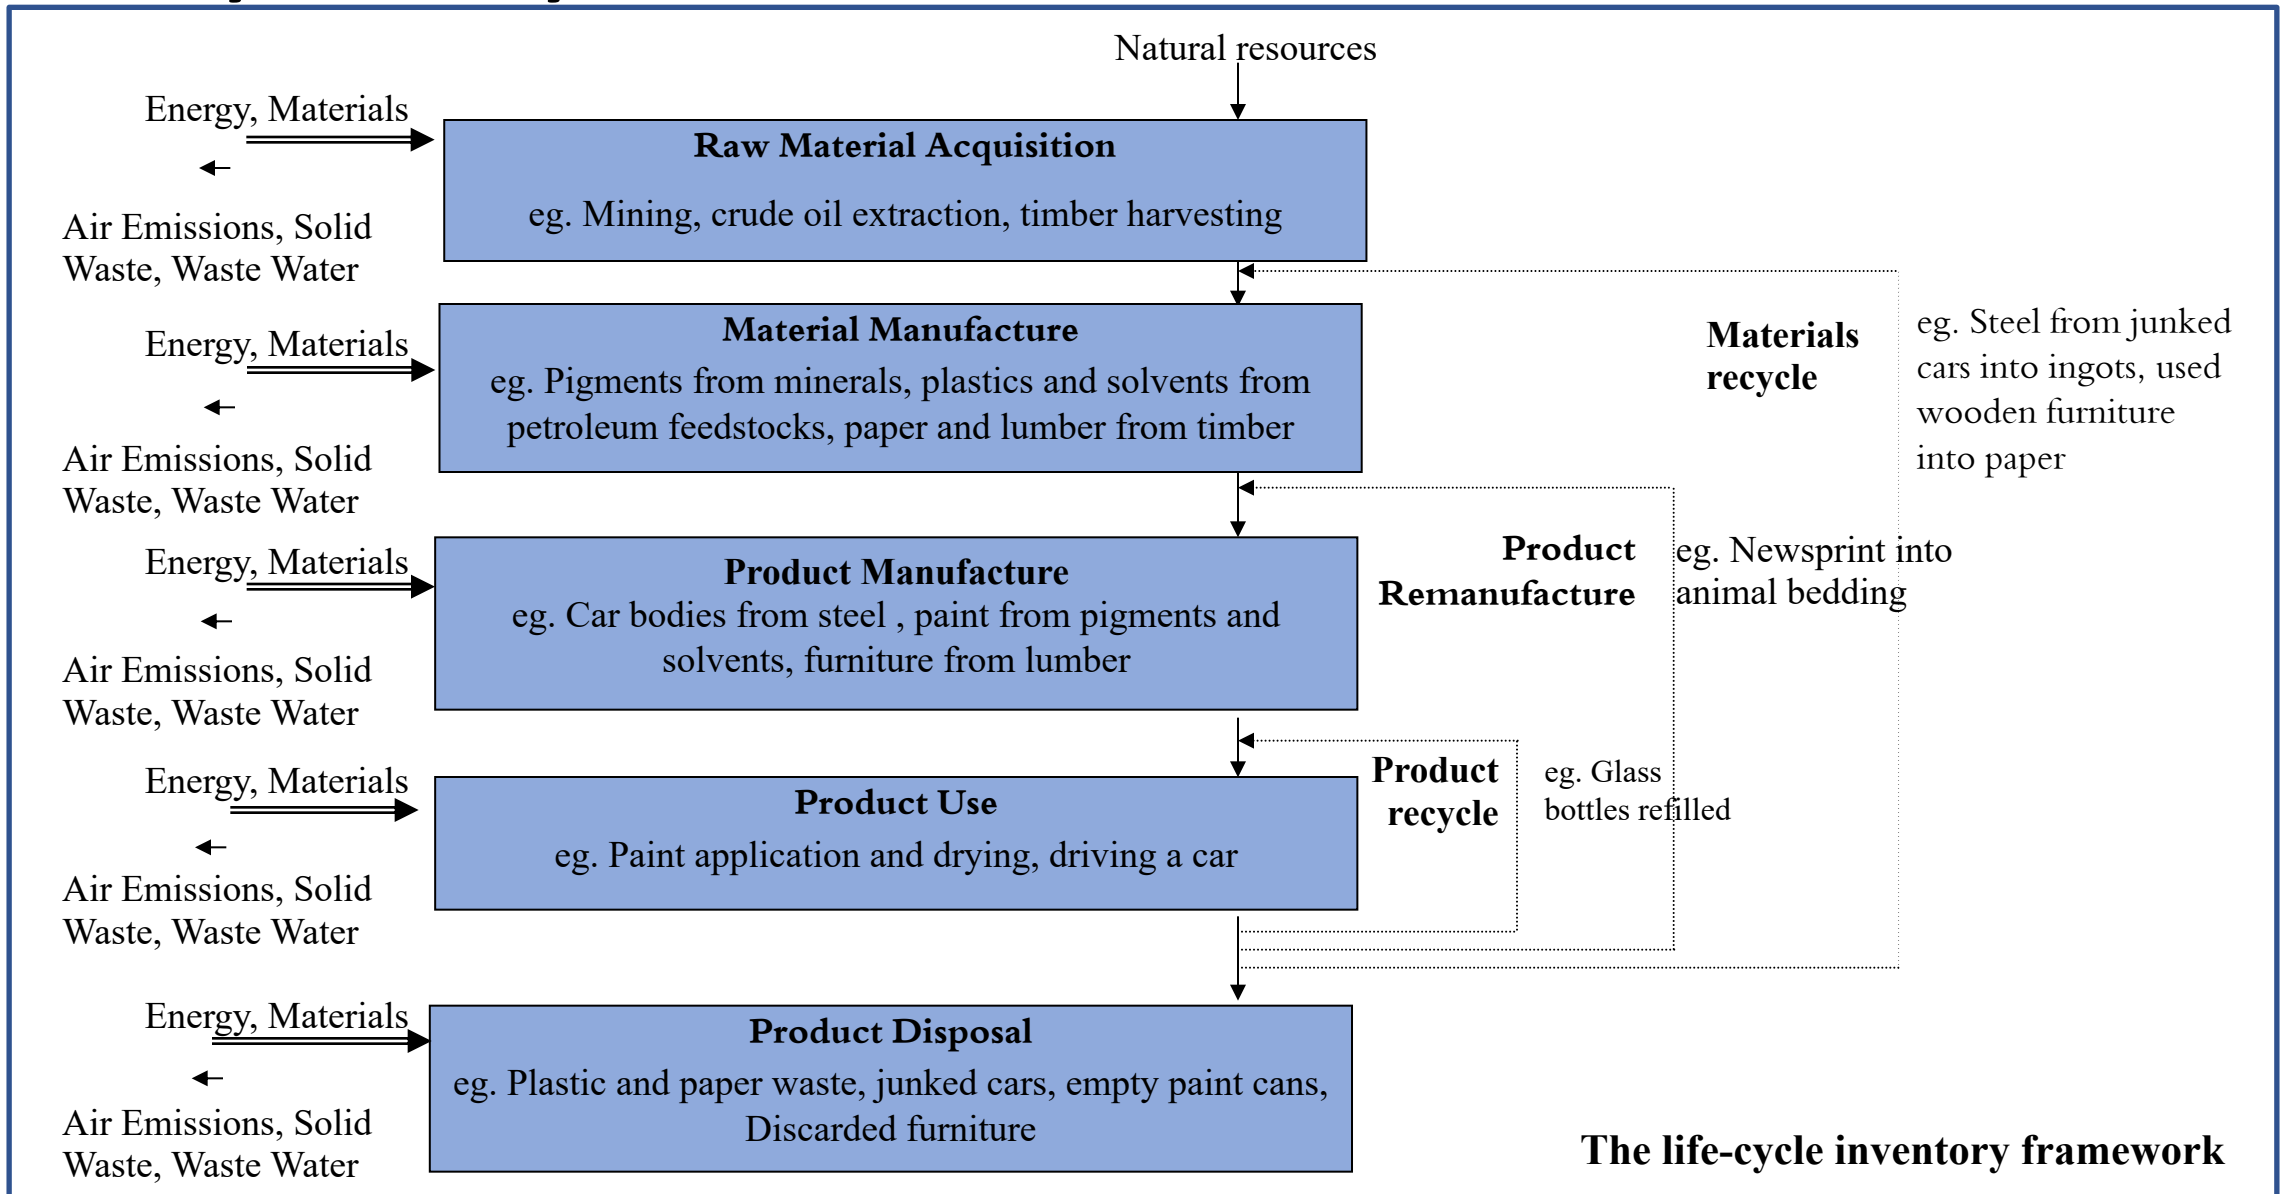 Natural resources
Energy, Materials
Raw Material Acquisition
eg. Mining, crude oil extraction, timber harvesting
Air Emissions, Solid
Waste, Waste Water
Energy, Materials
Material Manufacture
eg. Pigments from minerals, plastics and solvents from
petroleum feedstocks, paper and lumber from timber
Air Emissions, Solid
Waste, Waste Water
Materials
recycle
eg. Steel from junked
cars into ingots, used
wooden furniture
into paper
Energy, Materials
Product Manufacture
eg. Car bodies from steel , paint from pigments and
solvents, furniture from lumber
Air Emissions, Solid
Waste, Waste Water
Product
Remanufacture
eg. Newsprint into
animal bedding
Energy, Materials
Product Use
eg. Paint application and drying, driving a car
Air Emissions, Solid
Waste, Waste Water
Product
recycle
eg. Glass
bottles refilled
Energy, Materials
Product Disposal
eg. Plastic and paper waste, junked cars, empty paint cans,
Discarded furniture
Air Emissions, Solid
Waste, Waste Water
The life-cycle inventory framework